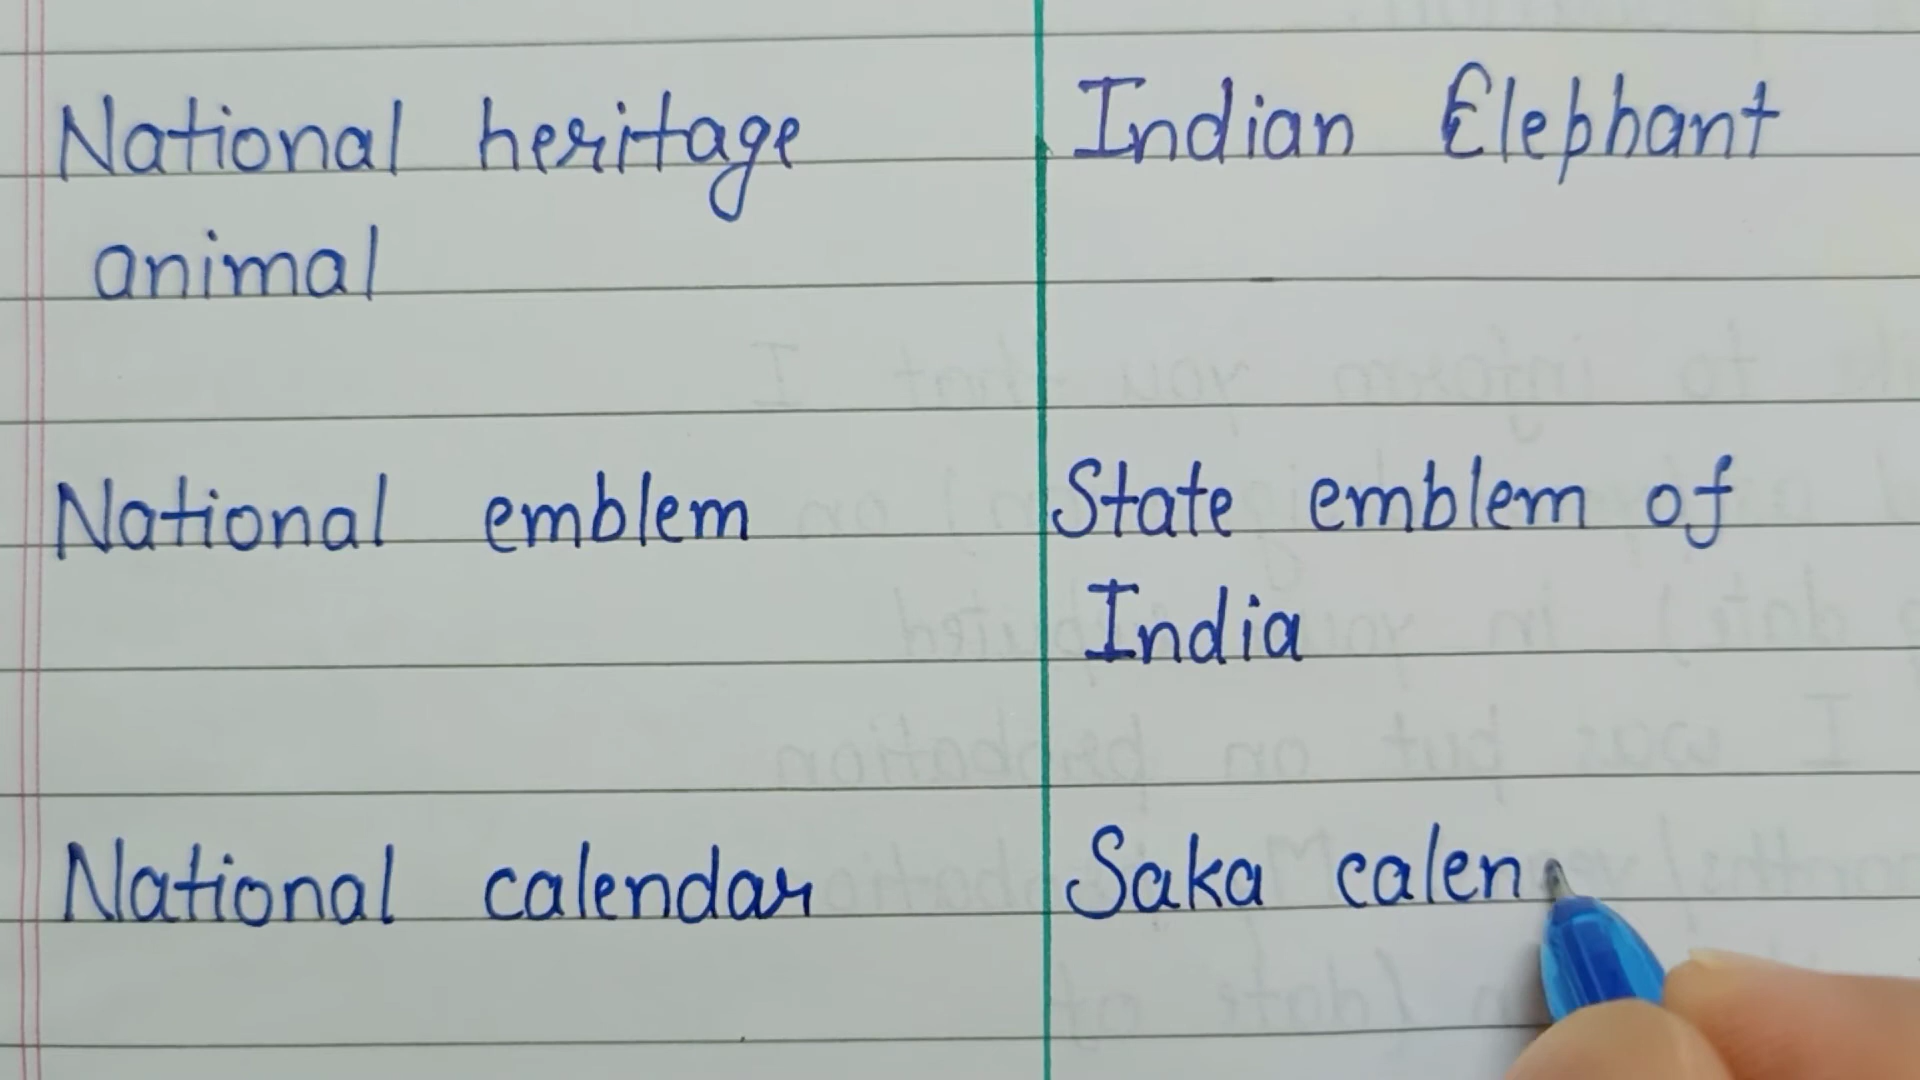 National heritage Indian Elephant
animal
National emblem State emblem of
India
National calendar Saka calen